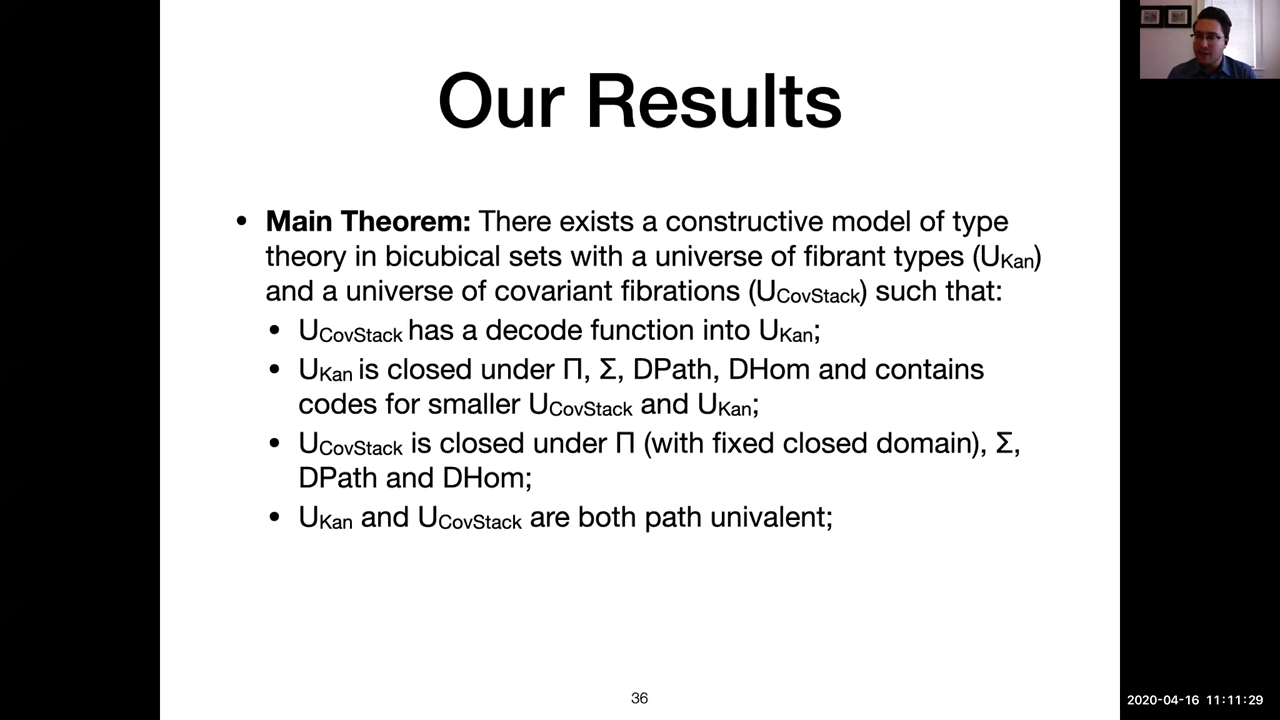 Our Results
• Main Theorem: There exists a constructive model of type
theory in bicubical sets with a universe of fibrant types (UKan)
and a universe of covariant fibrations (UCovStack) such that:
• UCovStack has a decode function into UKan;
• UKan is closed under Π, Σ, DPath, DHom and contains
codes for smaller UCovStack and UKan;
• UCovStack is closed under Π (with fixed closed domain), Σ,
DPath and DHom;
• UKan and UCovStack are both path univalent;
36
2020-04-16 11:11:29